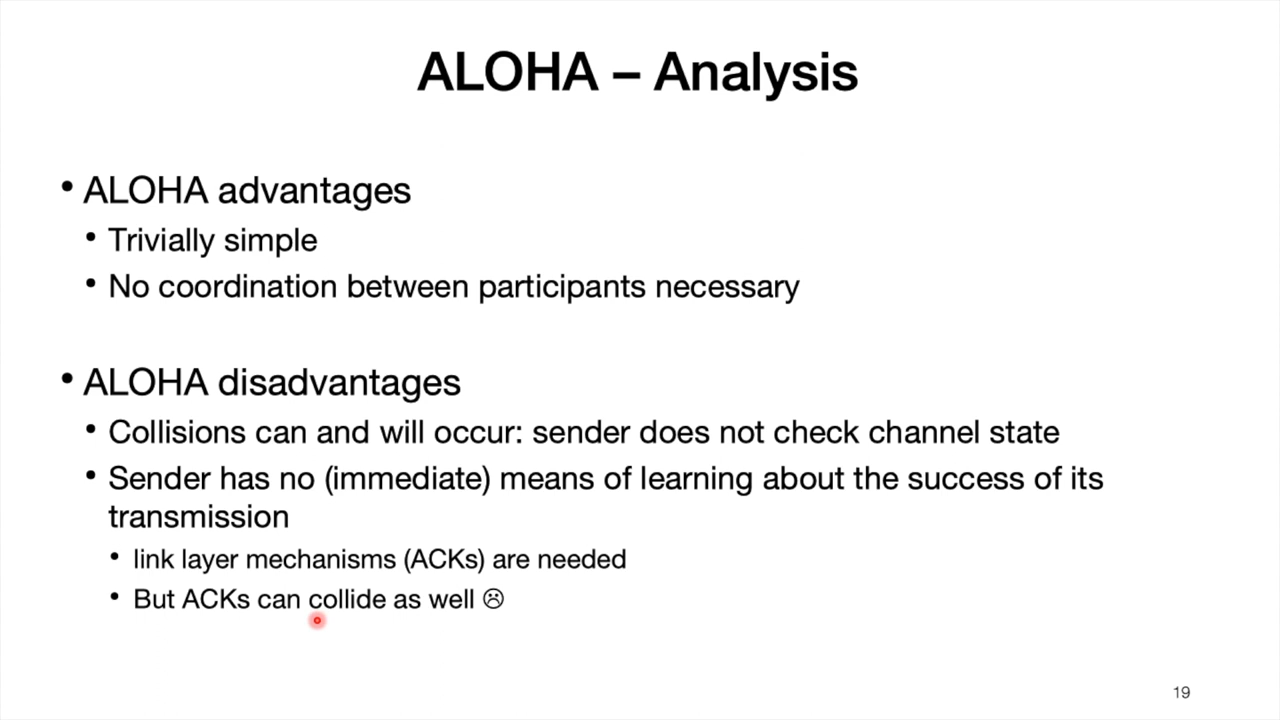 ALOHA – Analysis
• ALOHA advantages
• Trivially simple
• No coordination between participants necessary
• ALOHA disadvantages
• Collisions can and will occur: sender does not check channel state
• Sender has no (immediate) means of learning about the success of its
transmission
• link layer mechanisms (ACKs) are needed
• But ACKs can collide as well ☹
19